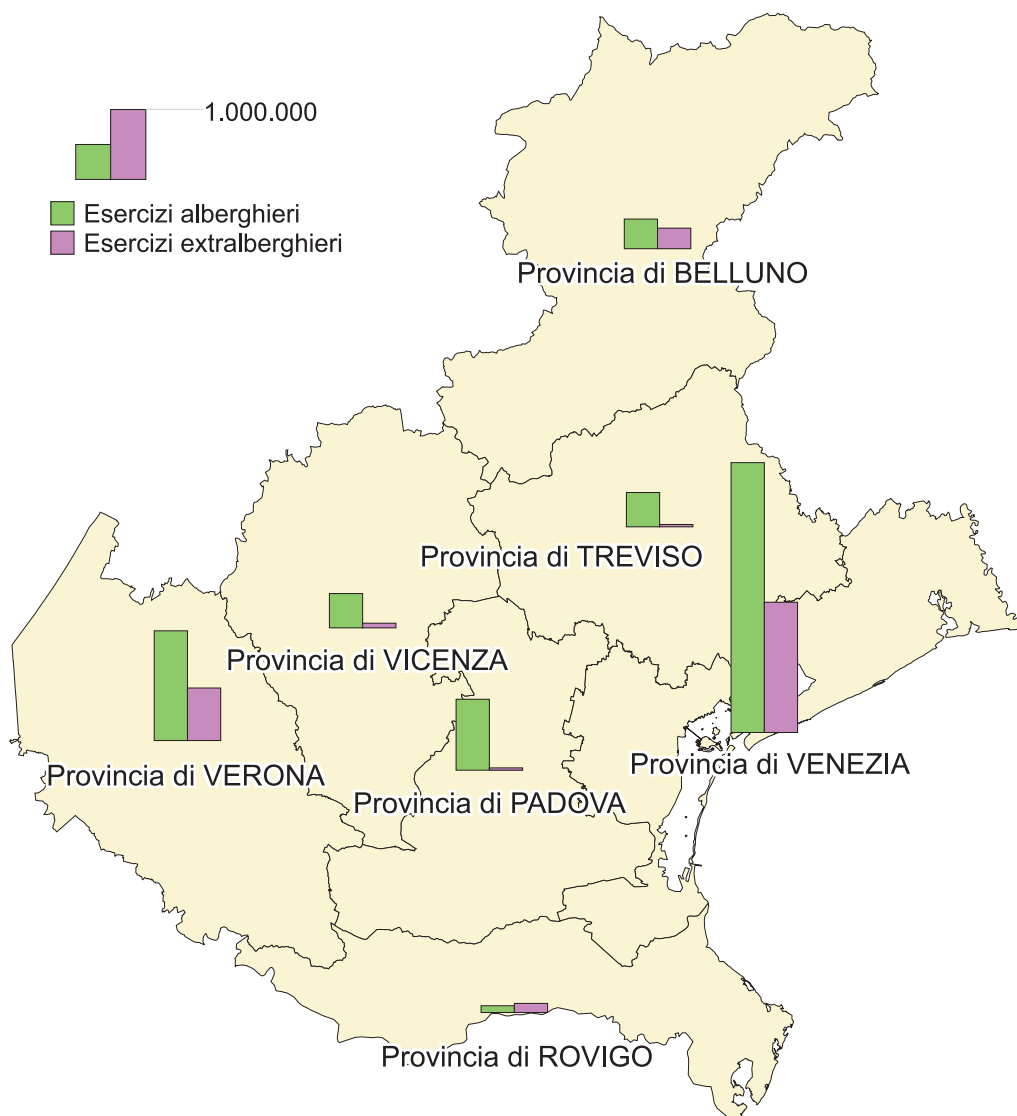 1.000.000
Esercizi alberghieri
Esercizi extralberghieri
Provincia di BELLUNO
Provincia di TREVISO
Provincia di VICENZA
Provincia di VENEZIA
Provincia di VERONA
Provincia di PADOVA
Provincia di ROVIGO